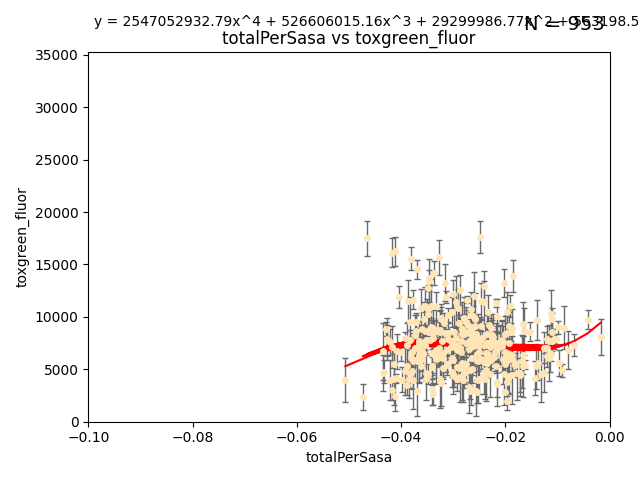 y = 2547052932.79x^4 + 526606015.16x^3 + 29299986.77x^2 +
N = 953
totalPerSasa vs toxgreen_fluor
35000
30000
25000
20000
15000
10000
5000
0
toxgreen_fluor
−0.10
−0.08
−0.06
−0.04
−0.02
0.00
totalPerSasa